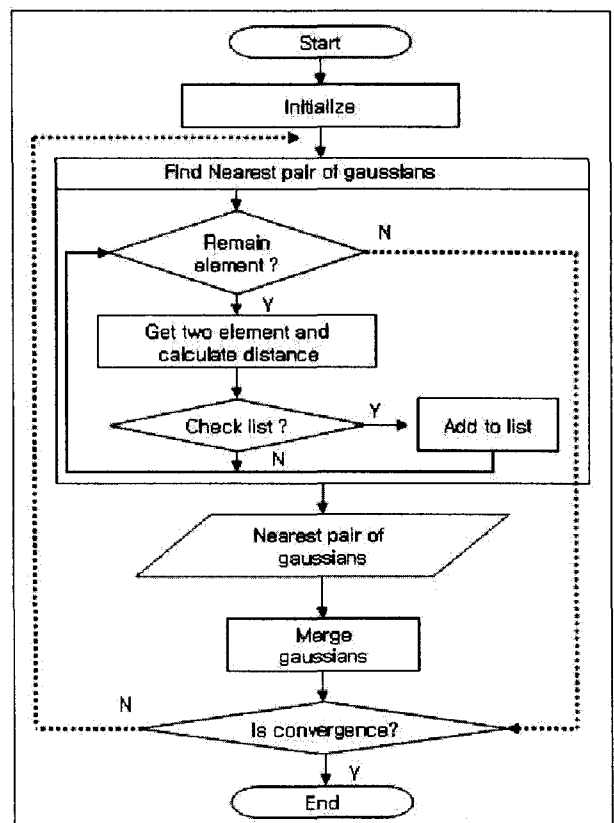 Start
Initialize
Find Nearest pair of gaussians
Remain
element ?
N
Y
Get two element and
calculate distance
Check list ?
Y
Add to list
N
Nearest pair of
gaussians
Merge
gaussians
N
Is convergence?
Y
End